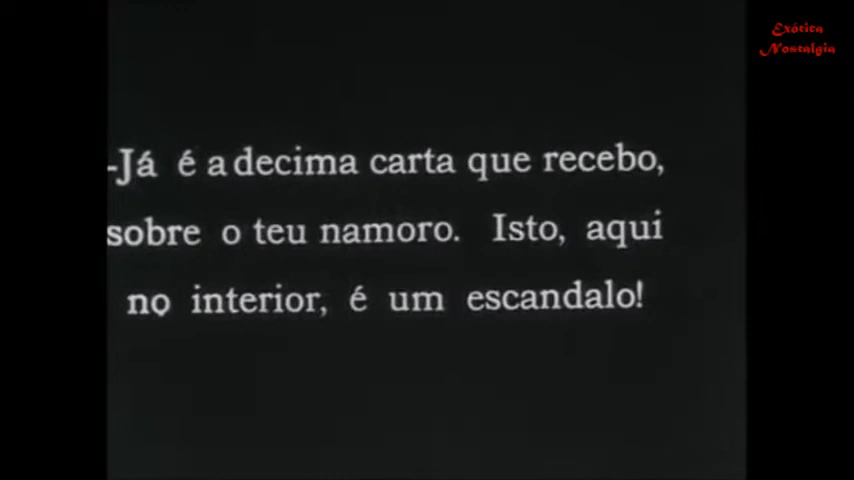 Exótica
Nostalgia
-Já é a decima carta que recebo,
sobre o teu namoro. Isto, aqui
no interior, é um escandalo!